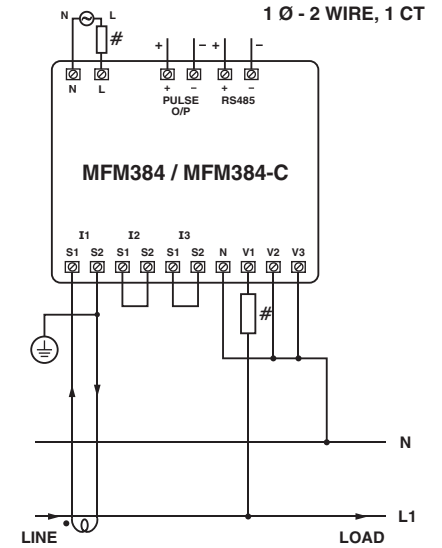 1 Ø - 2 WIRE, 1 CT
N L
#
+ – + –
N L + – + –
PULSE O/P RS485
MFM384 / MFM384-C
I1 I2 I3
S1 S2 S1 S2 S1 S2 N V1 V2 V3
#
N
L1
LINE LOAD